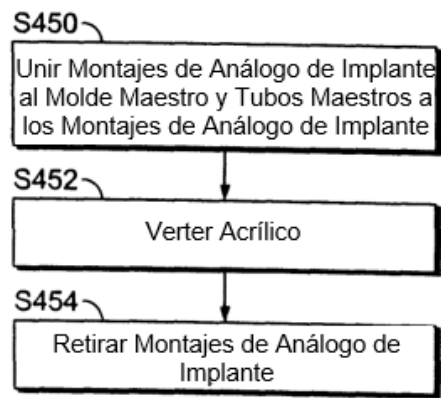 S450
Unir Montajes de Análogo de Implante
al Molde Maestro y Tubos Maestros a
los Montajes de Análogo de Implante
S452
Verter Acrílico
S454
Retirar Montajes de Análogo de
Implante